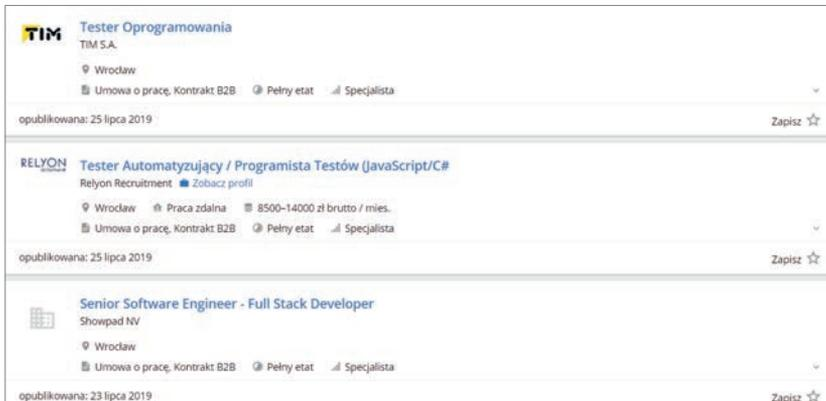 TIM
Tester Oprogramowania
TIM S.A.
Wrocław
Umowa o pracę, Kontrakt B2B Pełny etat Specjalista
opublikowana: 25 lipca 2019 Zapisz
RELYON
Tester Automatyzujący / Programista Testów (JavaScript/C#
Relyon Recruitment Zobacz profil
Wrocław Praca zdalna 8500–14000 zł brutto / mies.
Umowa o pracę, Kontrakt B2B Pełny etat Specjalista
opublikowana: 25 lipca 2019 Zapisz
Senior Software Engineer - Full Stack Developer
Showpad NV
Wrocław
Umowa o pracę, Kontrakt B2B Pełny etat Specjalista
opublikowana: 23 lipca 2019 Zapisz